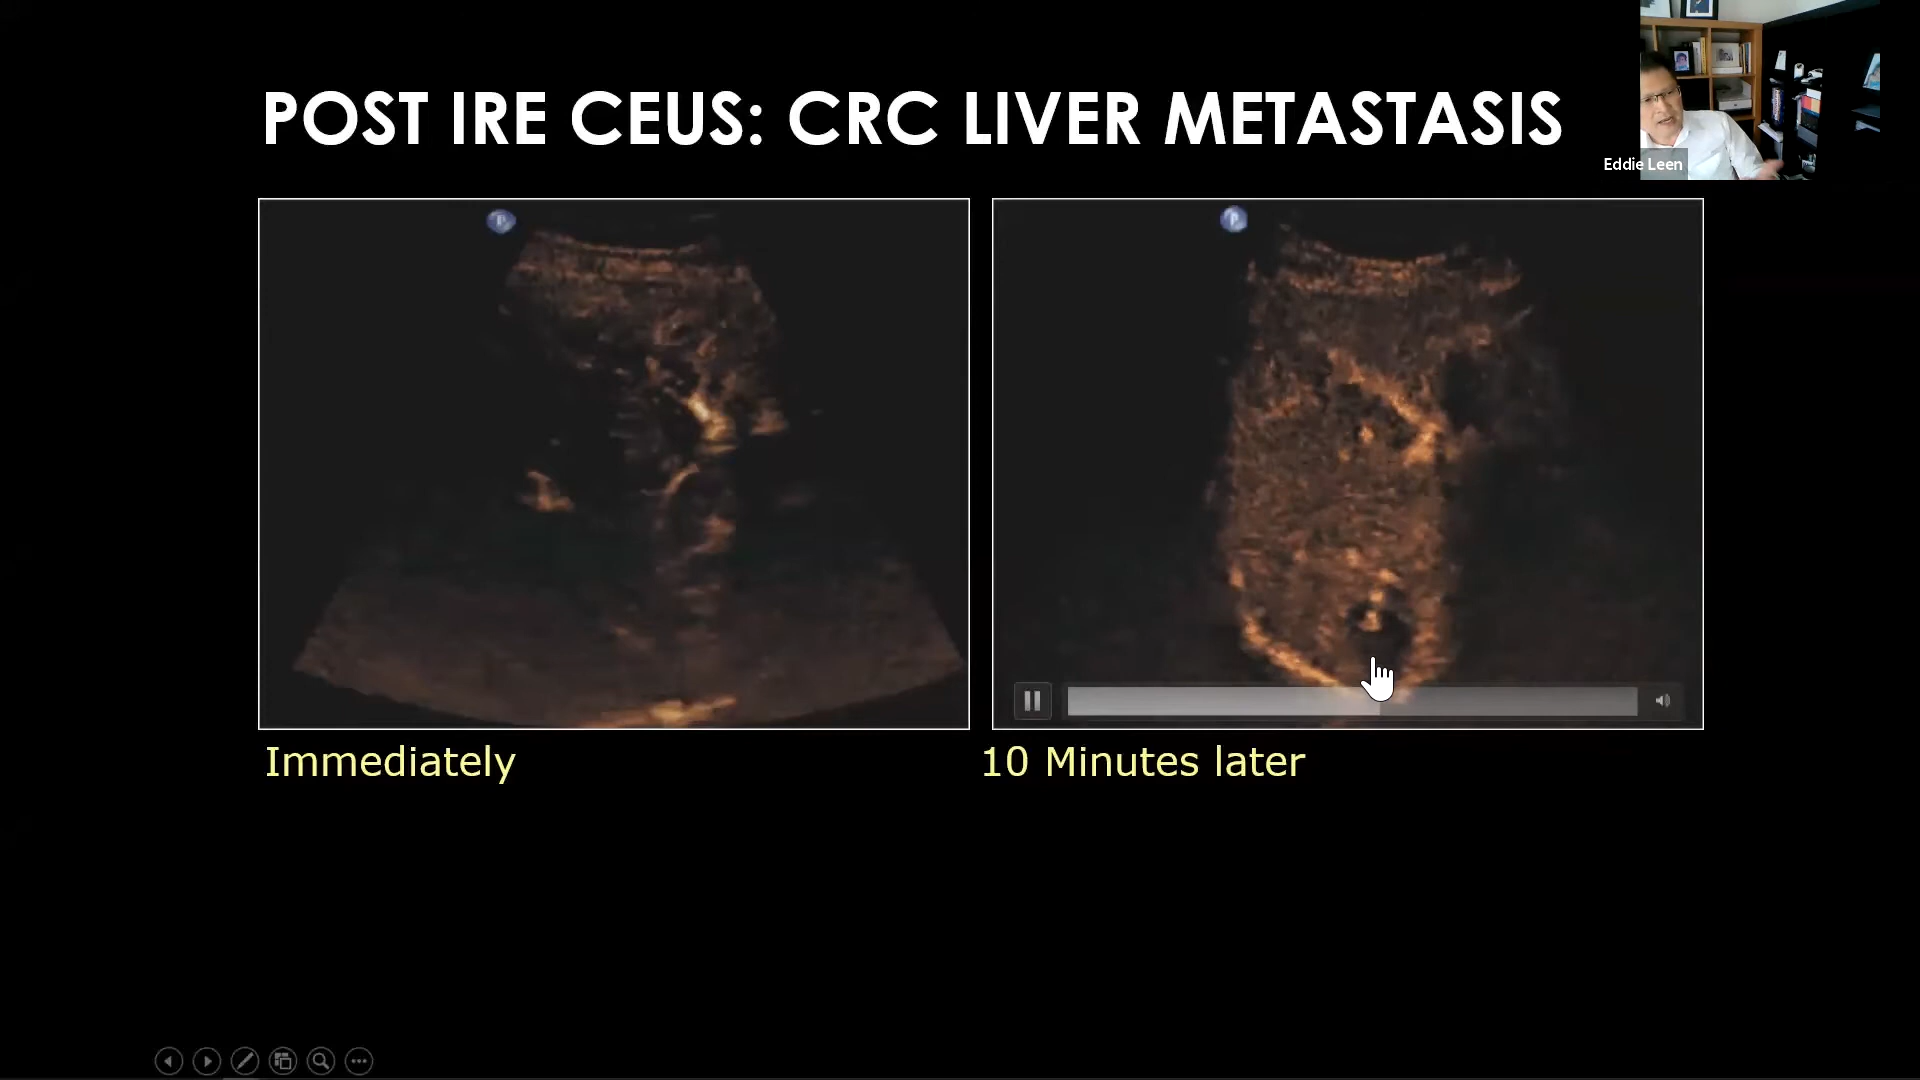 POST IRE CEUS: CRC LIVER METASTASIS
Eddie Leen
Immediately
10 Minutes later